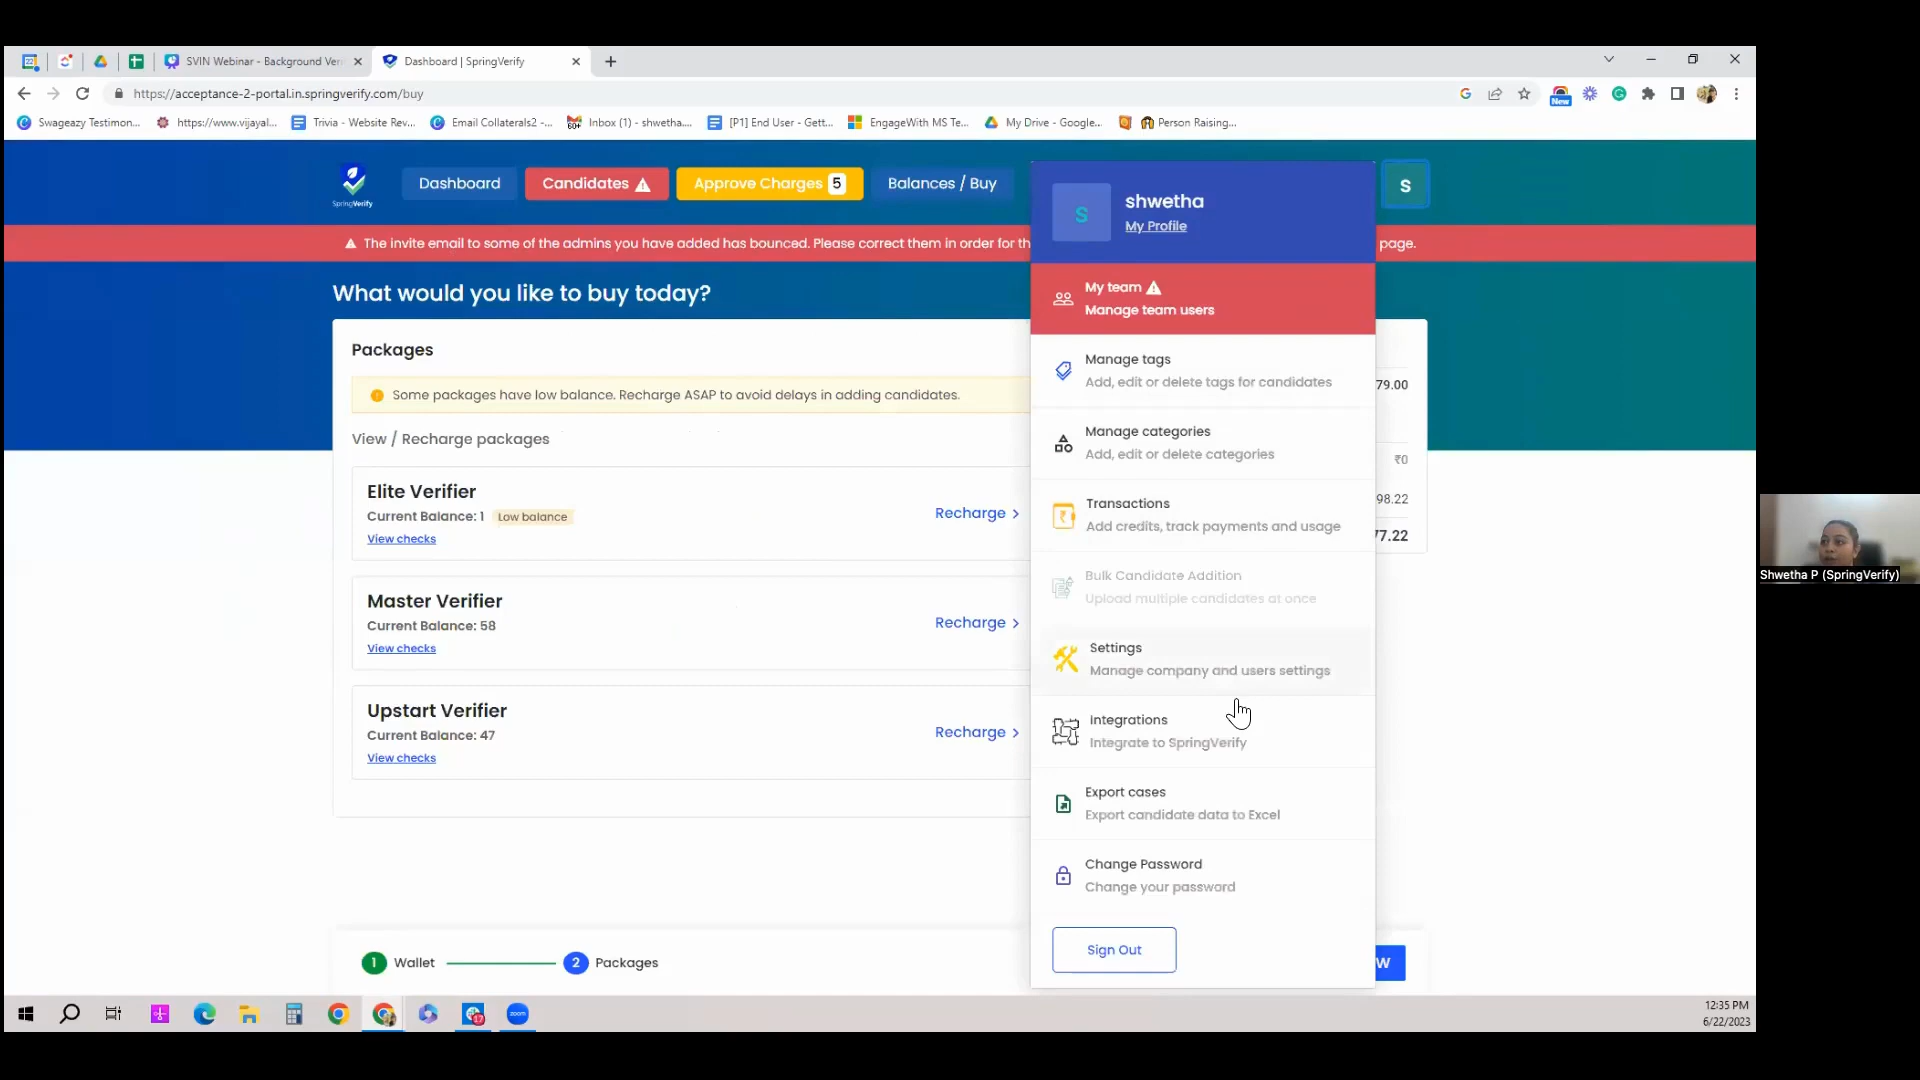 SVIN Webinar - Background Ver
Dashboard | SpringVerify
https://acceptance-2-portal.in.springverify.com/buy
New
Swageazy Testimon...
https://www.vijayal...
Trivia - Website Rev...
Email Collaterals2 -...
Inbox (1) - shwetha....
[P1] End User - Gett...
EngageWith MS Te...
My Drive - Google...
Person Raising...
SpringVerify
Dashboard
Candidates
Approve Charges 5
Balances / Buy
S
The invite email to some of the admins you have added has bounced. Please correct them in order for th
page.
What would you like to buy today?
Packages
Some packages have low balance. Recharge ASAP to avoid delays in adding candidates.
View / Recharge packages
Elite Verifier
Current Balance: 1 Low balance
View checks
Recharge >
Master Verifier
Current Balance: 58
View checks
Recharge >
Upstart Verifier
Current Balance: 47
View checks
Recharge >
1 Wallet
2 Packages
S
shwetha
My Profile
My team
Manage team users
Manage tags
Add, edit or delete tags for candidates
Manage categories
Add, edit or delete categories
Transactions
Add credits, track payments and usage
Bulk Candidate Addition
Upload multiple candidates at once
Settings
Manage company and users settings
Integrations
Integrate to SpringVerify
Export cases
Export candidate data to Excel
Change Password
Change your password
Sign Out
79.00
₹0
98.22
77.22
W
Shwetha P (SpringVerify)
17
zoom
12:35 PM
6/22/2023